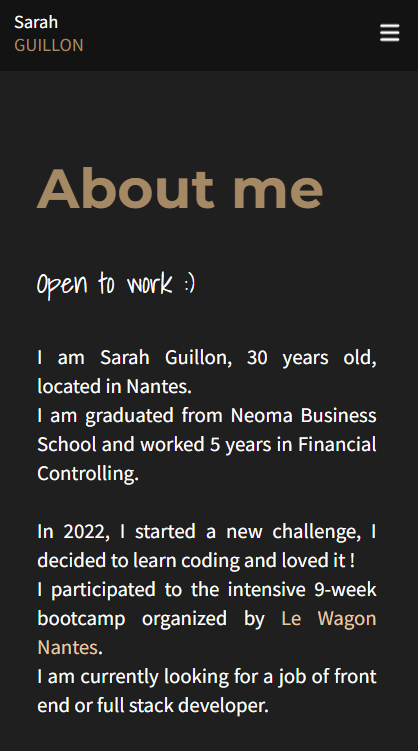 Sarah
GUILLON
About me
Open to work :)
I am Sarah Guillon, 30 years old,
located in Nantes.
I am graduated from Neoma Business
School and worked 5 years in Financial
Controlling.
In 2022, I started a new challenge, I
decided to learn coding and loved it !
I participated to the intensive 9-week
bootcamp organized by Le Wagon
Nantes.
I am currently looking for a job of front
end or full stack developer.